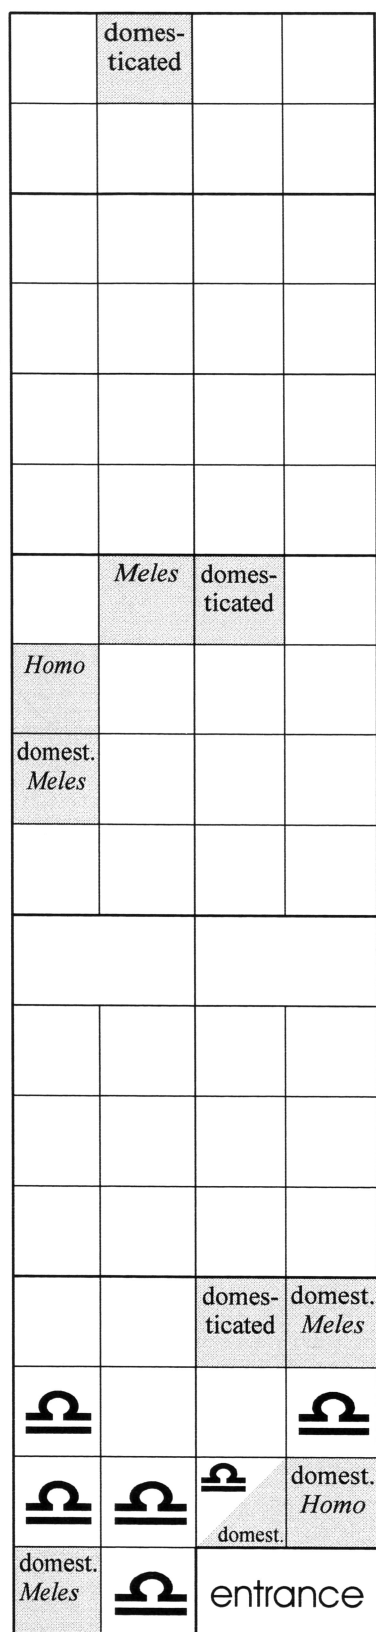 domes-
ticated
Meles domes-
ticated
Homo
domest.
Meles
domes- domest.
ticated Meles
♎ ♎
♎ ♎ ♎ domest. domest.
Homo
domest.
Meles ♎ entrance